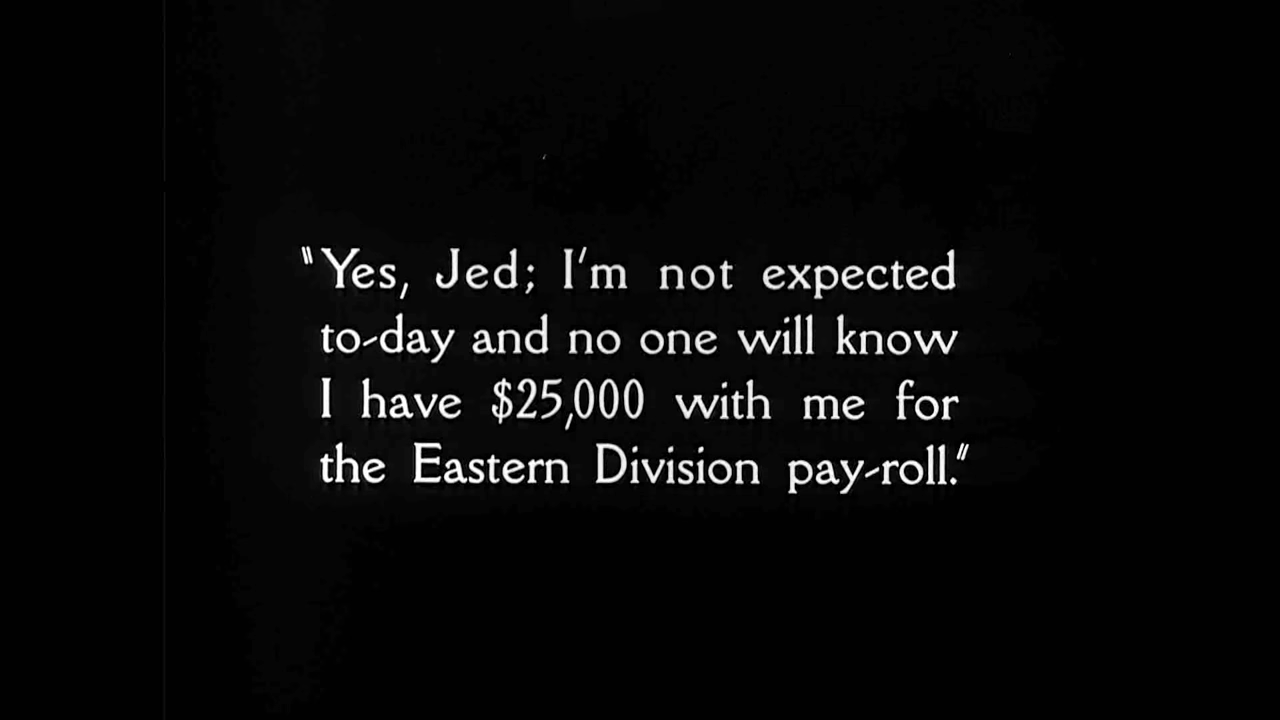 "Yes, Jed; I'm not expected
to-day and no one will know
I have $25,000 with me for
the Eastern Division pay-roll."